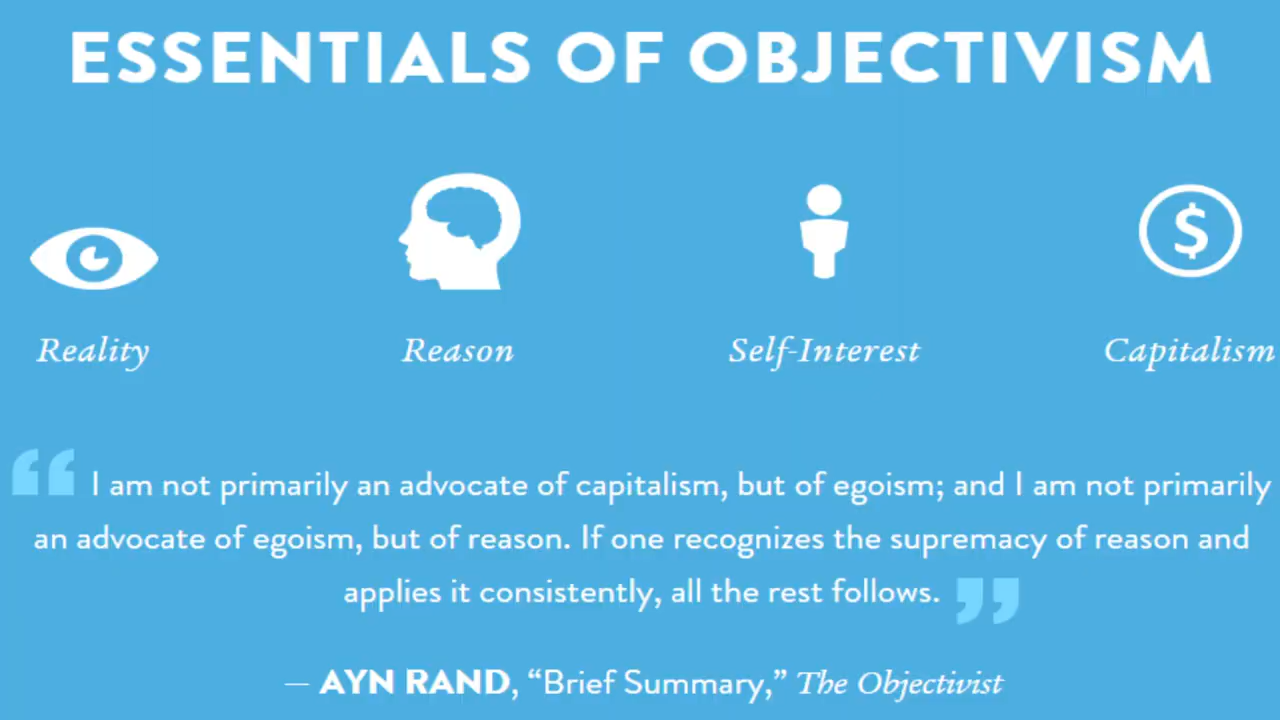 ESSENTIALS OF OBJECTIVISM
$
Reality Reason Self-Interest Capitalism
“ I am not primarily an advocate of capitalism, but of egoism; and I am not primarily
an advocate of egoism, but of reason. If one recognizes the supremacy of reason and
applies it consistently, all the rest follows. ”
— AYN RAND, “Brief Summary,” The Objectivist